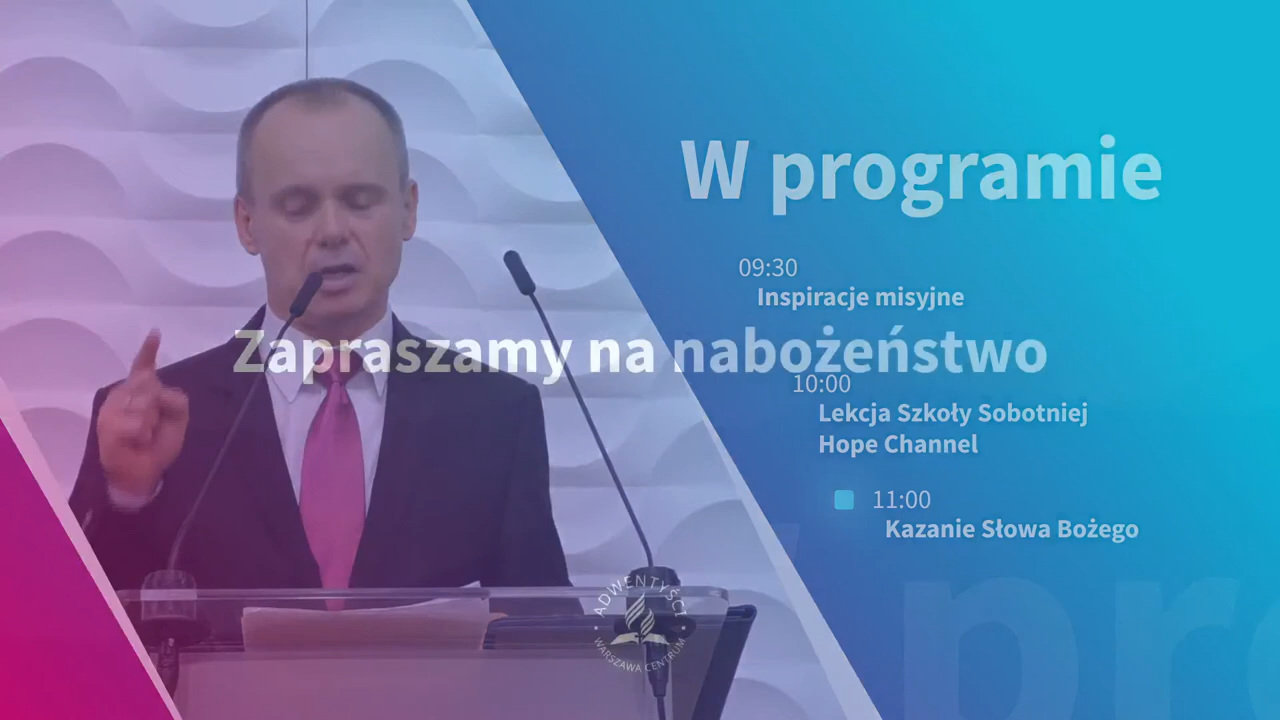 W programie
09:30
Inspiracje misyjne
Zapraszamy na nabożeństwo
10:00
Lekcja Szkoły Sobotniej
Hope Channel
11:00
Kazanie Słowa Bożego
pro
ADWENTYŚCI
WARSZAWA CENTRUM